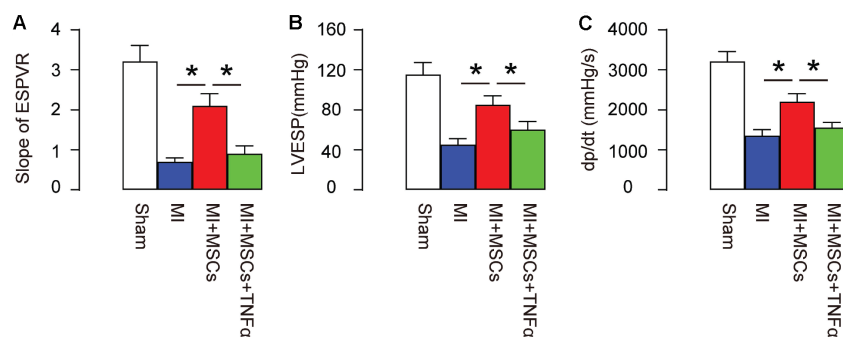 A
Slope of ESPVR
4
3
2
1
0
*
*
Sham
MI
MI+MSCs
MI+MSCs+TNFα
B
LVESP(mmHg)
160
120
80
40
0
*
*
Sham
MI
MI+MSCs
MI+MSCs+TNFα
C
dp/dt (mmHg/s)
4000
3000
2000
1000
0
*
*
Sham
MI
MI+MSCs
MI+MSCs+TNFα